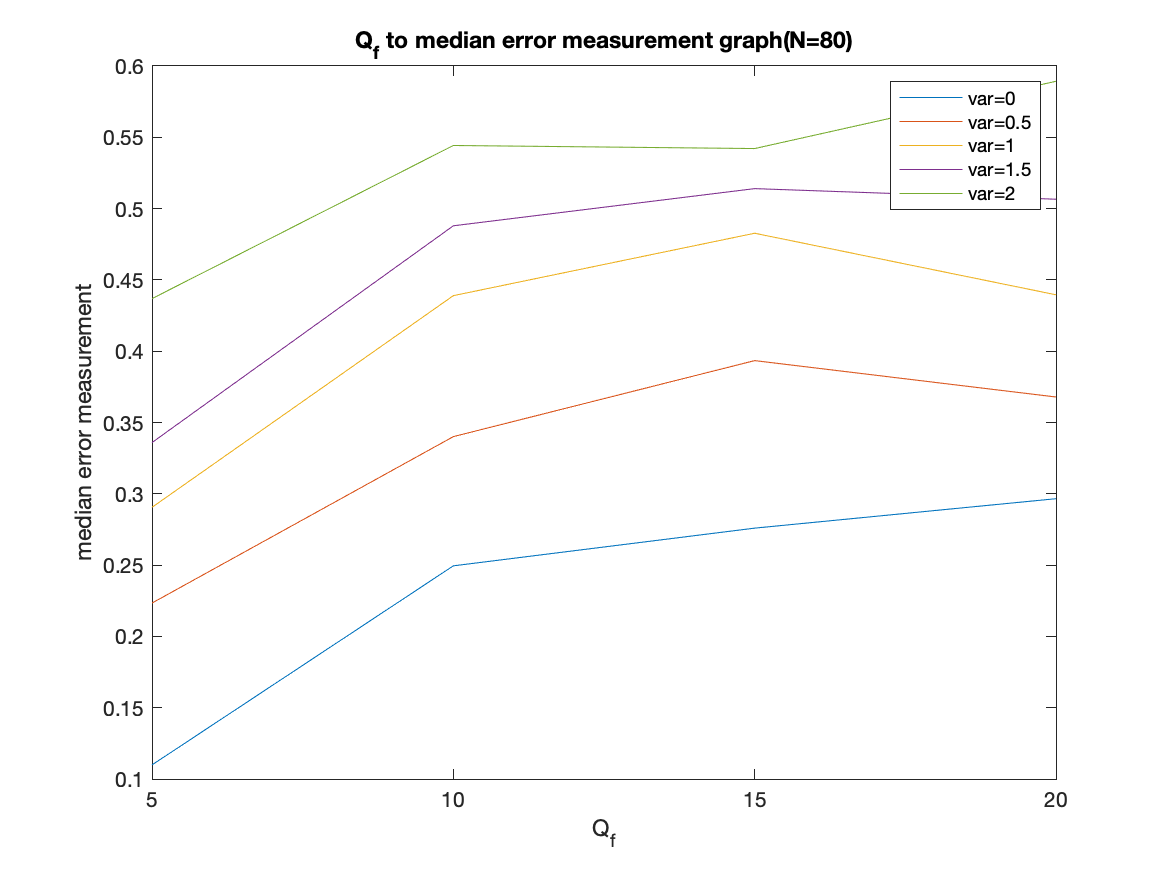 Q_f to median error measurement graph(N=80)
0.6
0.55
0.5
0.45
0.4
0.35
0.3
0.25
0.2
0.15
0.1
median error measurement
var=0
var=0.5
var=1
var=1.5
var=2
5 10 15 20
Q_f